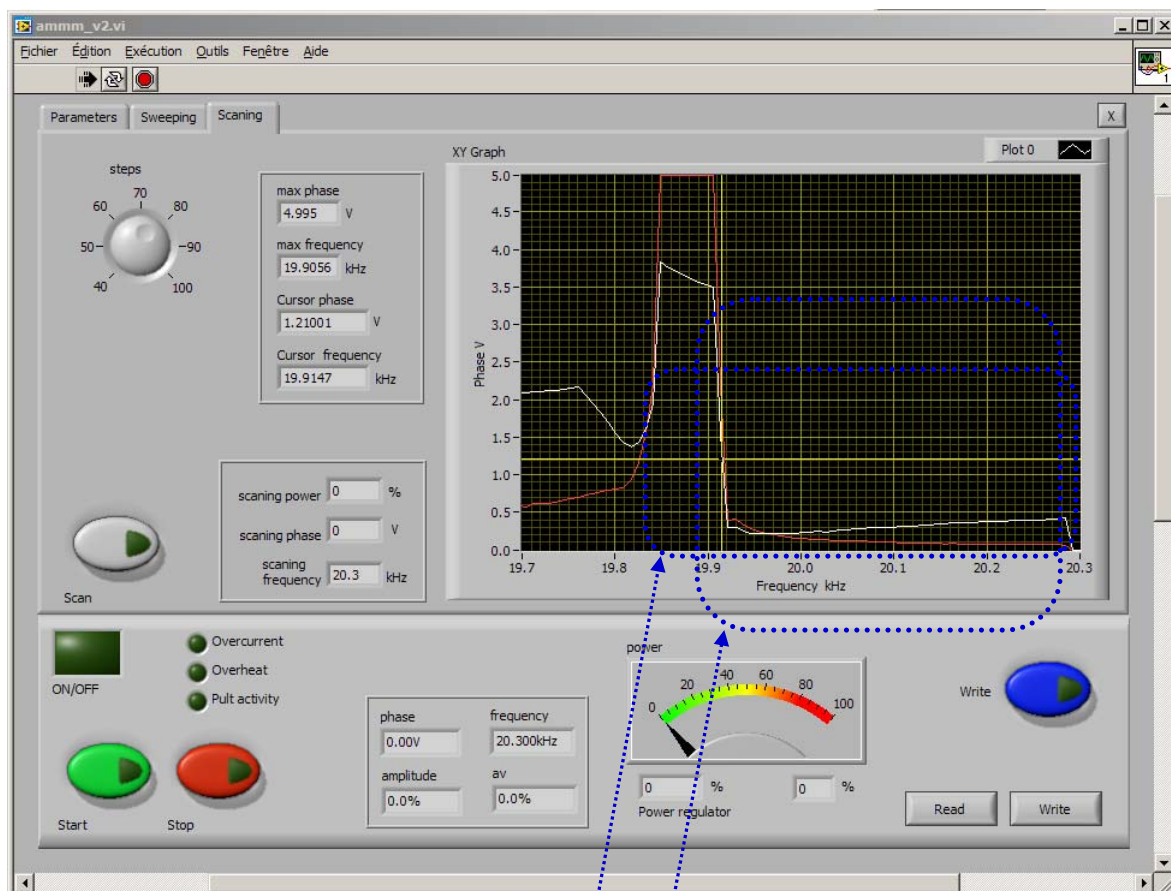 ammm_v2.vi
Fichier Édition Exécution Outils Fenêtre Aide
1
Parameters Sweeping Scaning X
steps
40 50 60 70 80 90 100
max phase
4.995 V
max frequency
19.9056 kHz
Cursor phase
1.21001 V
Cursor frequency
19.9147 kHz
scaning power 0 %
scaning phase 0 V
scaning frequency 20.3 kHz
Scan
XY Graph
Plot 0
Phase V
5.0
4.5
4.0
3.5
3.0
2.5
2.0
1.5
1.0
0.5
0.0
19.7 19.8 19.9 20.0 20.1 20.2 20.3
Frequency kHz
ON/OFF
Overcurrent
Overheat
Pult activity
Start Stop
phase frequency
0.00V 20.300kHz
amplitude av
0.0% 0.0%
power
0 20 40 60 80 100
0 % 0 %
Power regulator
Write
Read Write